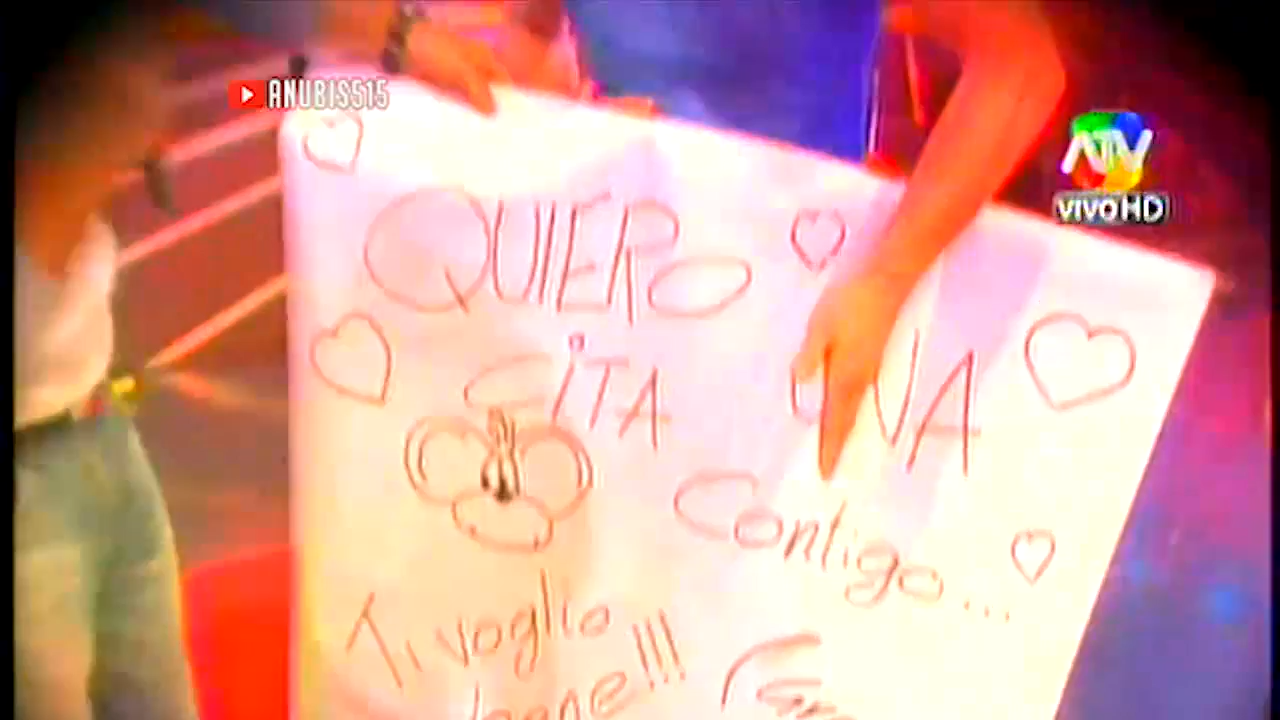 ANUBIS515
ATV
VIVO HD
QUIERO
CITA UNA
Contigo...
Ti voglio
bene!!!